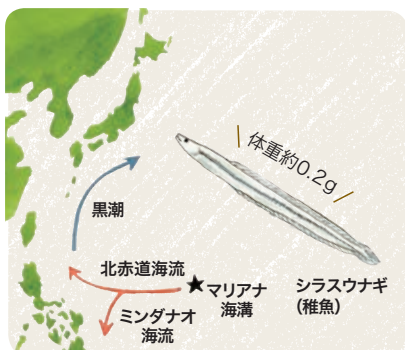 体重約0.2g
黒潮
北赤道海流
★マリアナ
海溝
シラスウナギ
(稚魚)
ミンダナオ
海流